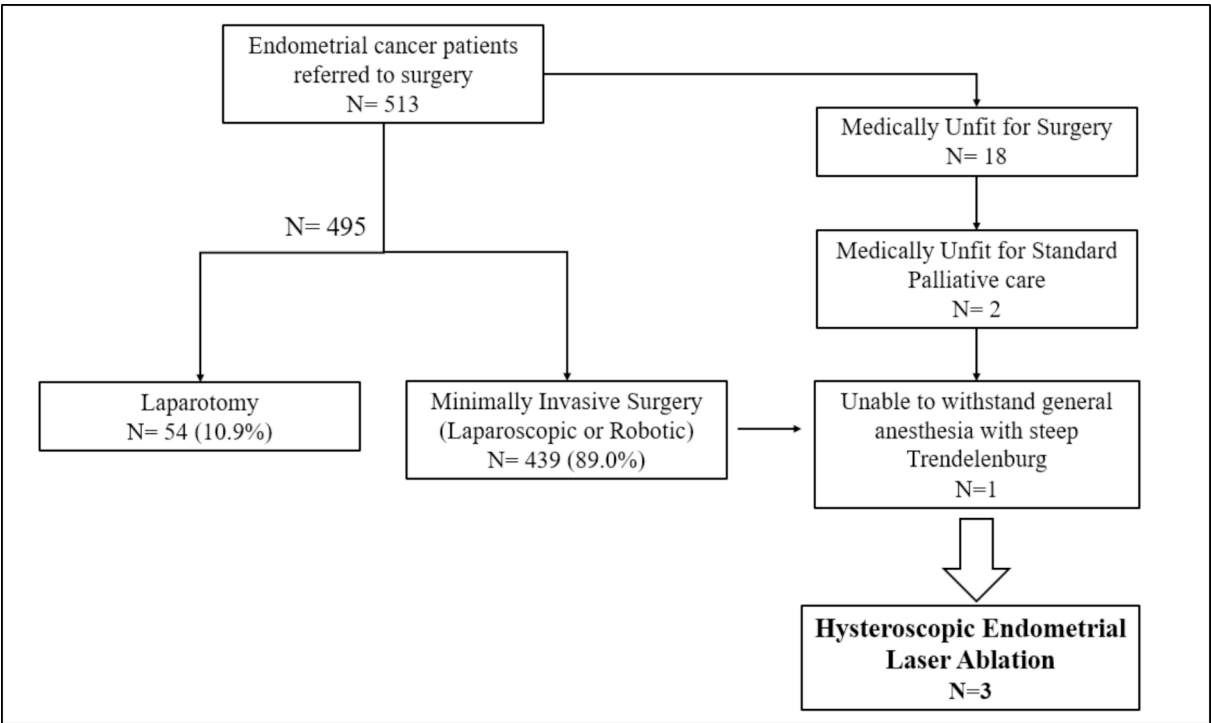 Endometrial cancer patients
referred to surgery
N= 513
Medically Unfit for Surgery
N= 18
N= 495
Medically Unfit for Standard
Palliative care
N= 2
Laparotomy
N= 54 (10.9%)
Minimally Invasive Surgery
(Laparoscopic or Robotic)
N= 439 (89.0%)
Unable to withstand general
anesthesia with steep
Trendelenburg
N=1
Hysteroscopic Endometrial
Laser Ablation
N=3